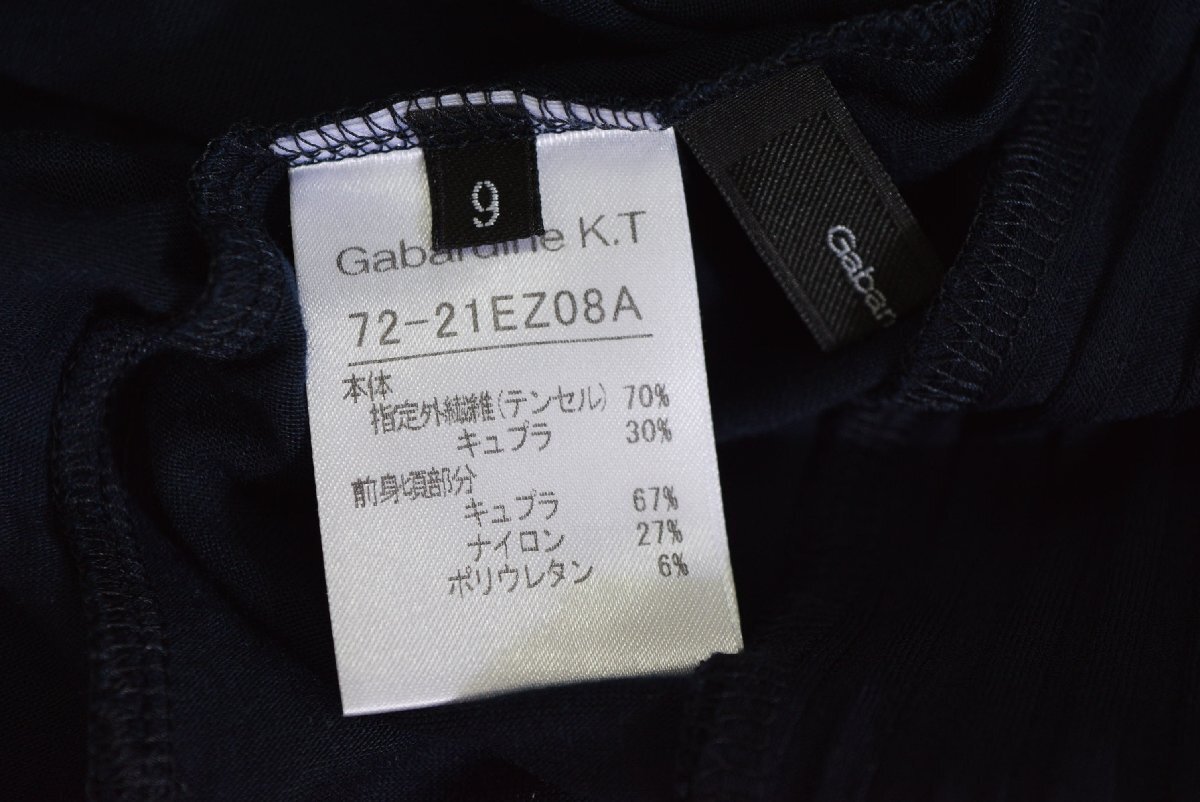 9
Gabardine K.T
72-21EZ08A
本体
指定外繊維(テンセル) 70%
キュプラ 30%
前身頃部分
キュプラ 67%
ナイロン 27%
ポリウレタン 6%
Gabar